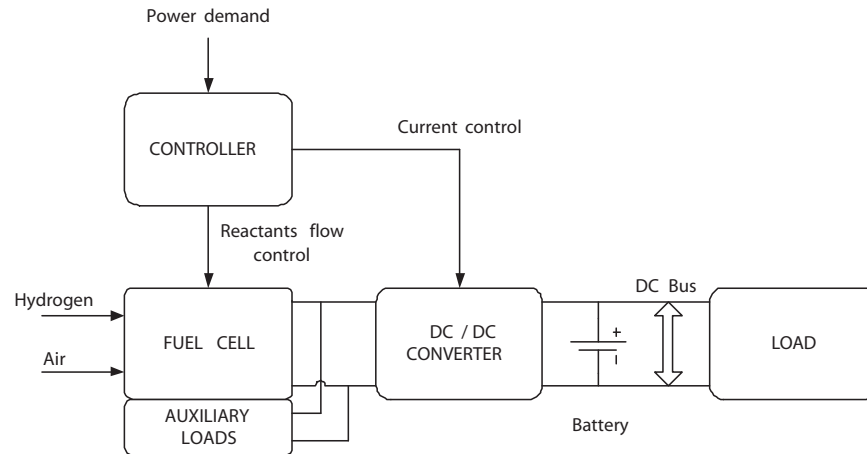 Power demand
CONTROLLER
Current control
Reactants flow
control
Hydrogen
Air
FUEL CELL
AUXILIARY
LOADS
DC / DC
CONVERTER
+
-
DC Bus
Battery
LOAD